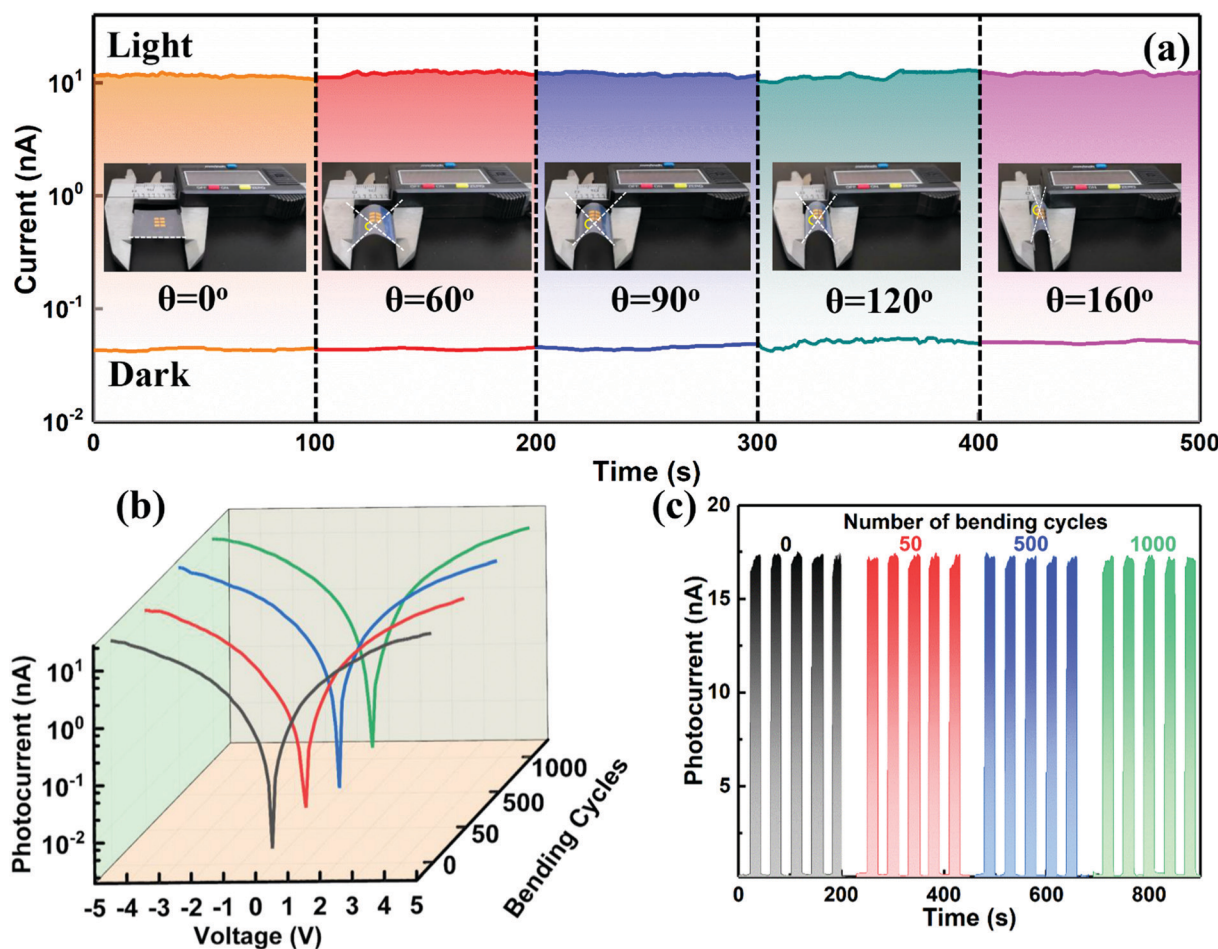 Light
(a)
Current (nA)
10¹
10⁰
10⁻¹
10⁻²
θ=0°
θ=60°
θ=90°
θ=120°
θ=160°
Dark
0 100 200 300 400 500
Time (s)
(b)
Photocurrent (nA)
10¹
10⁰
10⁻¹
10⁻²
-5 -4 -3 -2 -1 0 1 2 3 4 5
Voltage (V)
0 50 500 1000
Bending Cycles
(c)
Number of bending cycles
0 50 500 1000
Photocurrent (nA)
20
15
10
5
0 200 400 600 800
Time (s)